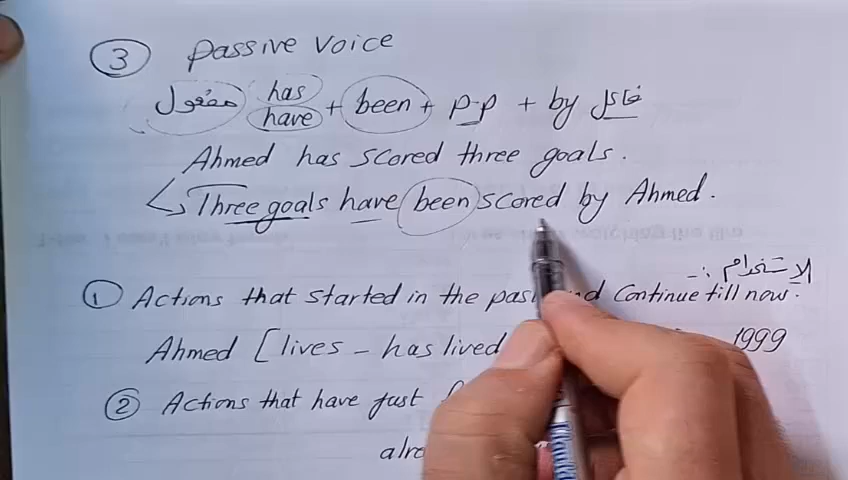 ③ Passive Voice
مفعول has / have + been + p.p + by فاعل
Ahmed has scored three goals.
Three goals have been scored by Ahmed.
الاستخدام :-
① Actions that started in the past and continue till now.
Ahmed [lives - has lived 1999
② Actions that have just